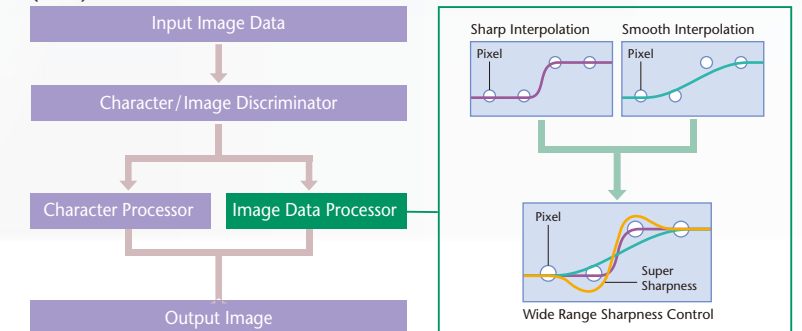 Input Image Data
Character/Image Discriminator
Character Processor
Image Data Processor
Output Image
Sharp Interpolation
Smooth Interpolation
Pixel
Pixel
Pixel
Super
Sharpness
Wide Range Sharpness Control